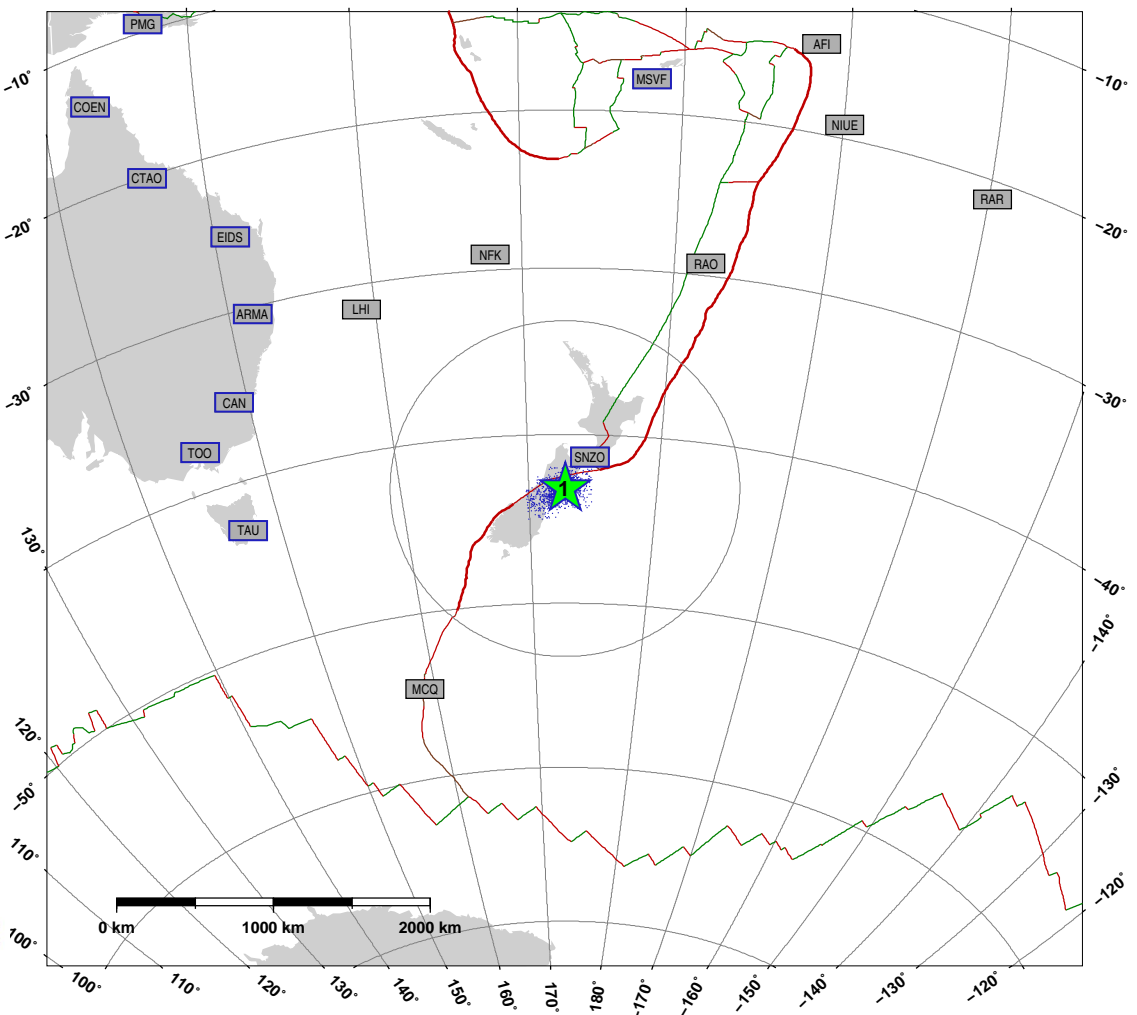 PMG
AFI
−10°
MSVF
−10°
COEN
NIUE
CTAO
RAR
−20°
EIDS
−20°
NFK
RAO
LHI
ARMA
−30°
CAN
−30°
TOO
SNZO
1
TAU
130°
−40°
−140°
MCQ
120°
−50°
−130°
110°
−120°
0 km
1000 km
2000 km
100°
100°
110°
120°
130°
140°
150°
160°
170°
180°
−170°
−160°
−150°
−140°
−130°
−120°